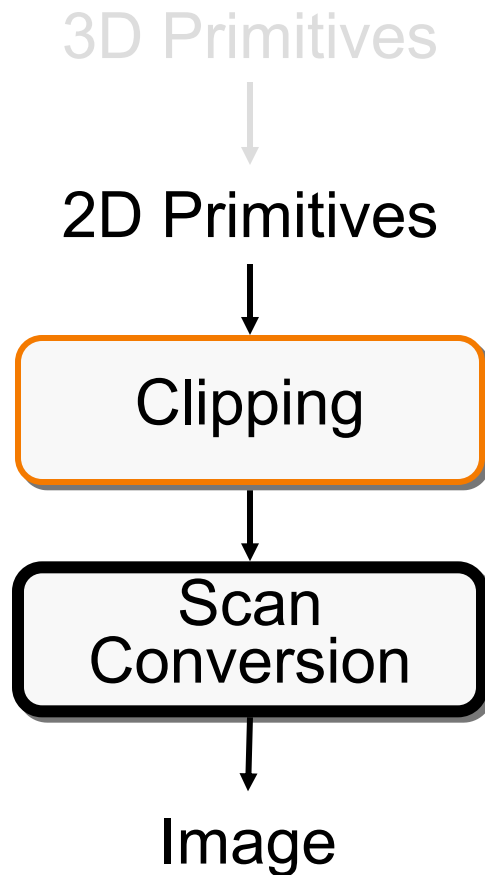 3D Primitives
2D Primitives
Clipping
Scan
Conversion
Image